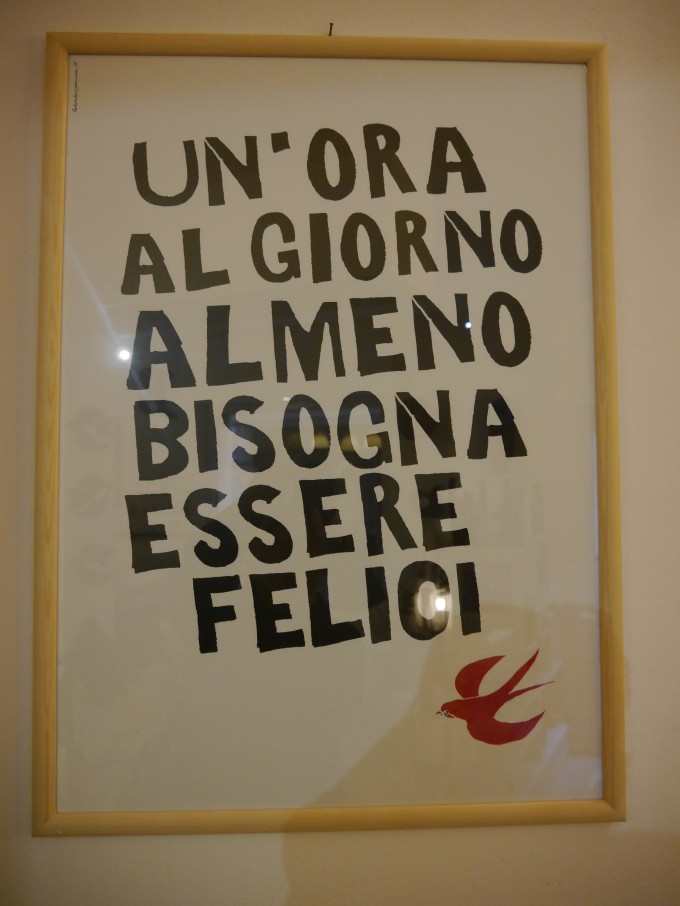 UN'ORA
AL GIORNO
ALMENO
BISOGNA
ESSERE
FELICI